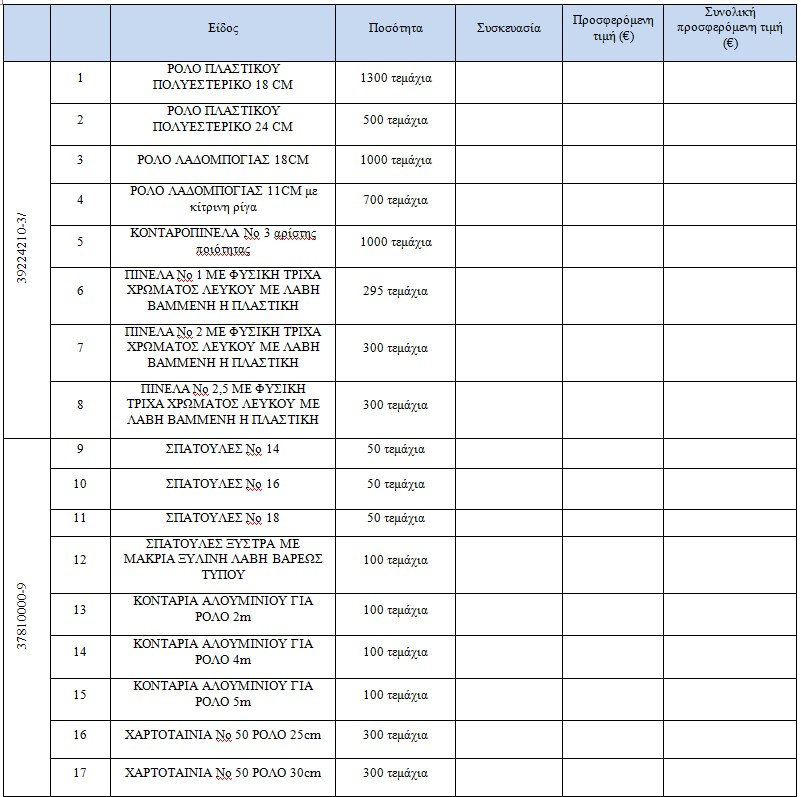 Είδος
Ποσότητα
Συσκευασία
Προσφερόμενη
τιμή (€)
Συνολική
προσφερόμενη τιμή
(€)
39224210-3/
1
ΡΟΛΟ ΠΛΑΣΤΙΚΟΥ
ΠΟΛΥΕΣΤΕΡΙΚΟ 18 CM
1300 τεμάχια
2
ΡΟΛΟ ΠΛΑΣΤΙΚΟΥ
ΠΟΛΥΕΣΤΕΡΙΚΟ 24 CM
500 τεμάχια
3
ΡΟΛΟ ΛΑΔΟΜΠΟΓΙΑΣ 18CM
1000 τεμάχια
4
ΡΟΛΟ ΛΑΔΟΜΠΟΓΙΑΣ 11CM με
κίτρινη ρίγα
700 τεμάχια
5
ΚΟΝΤΑΡΟΠΙΝΕΛΑ Νο 3 αρίστης
ποιότητας
1000 τεμάχια
6
ΠΙΝΕΛΑ Νο 1 ΜΕ ΦΥΣΙΚΗ ΤΡΙΧΑ
ΧΡΩΜΑΤΟΣ ΛΕΥΚΟΥ ΜΕ ΛΑΒΗ
ΒΑΜΜΕΝΗ Η ΠΛΑΣΤΙΚΗ
295 τεμάχια
7
ΠΙΝΕΛΑ Νο 2 ΜΕ ΦΥΣΙΚΗ ΤΡΙΧΑ
ΧΡΩΜΑΤΟΣ ΛΕΥΚΟΥ ΜΕ ΛΑΒΗ
ΒΑΜΜΕΝΗ Η ΠΛΑΣΤΙΚΗ
300 τεμάχια
8
ΠΙΝΕΛΑ Νο 2,5 ΜΕ ΦΥΣΙΚΗ
ΤΡΙΧΑ ΧΡΩΜΑΤΟΣ ΛΕΥΚΟΥ ΜΕ
ΛΑΒΗ ΒΑΜΜΕΝΗ Η ΠΛΑΣΤΙΚΗ
300 τεμάχια
37810000-9
9
ΣΠΑΤΟΥΛΕΣ Νο 14
50 τεμάχια
10
ΣΠΑΤΟΥΛΕΣ Νο 16
50 τεμάχια
11
ΣΠΑΤΟΥΛΕΣ Νο 18
50 τεμάχια
12
ΣΠΑΤΟΥΛΕΣ ΞΥΣΤΡΑ ΜΕ
ΜΑΚΡΙΑ ΞΥΛΙΝΗ ΛΑΒΗ ΒΑΡΕΩΣ
ΤΥΠΟΥ
100 τεμάχια
13
ΚΟΝΤΑΡΙΑ ΑΛΟΥΜΙΝΙΟΥ ΓΙΑ
ΡΟΛΟ 2m
100 τεμάχια
14
ΚΟΝΤΑΡΙΑ ΑΛΟΥΜΙΝΙΟΥ ΓΙΑ
ΡΟΛΟ 4m
100 τεμάχια
15
ΚΟΝΤΑΡΙΑ ΑΛΟΥΜΙΝΙΟΥ ΓΙΑ
ΡΟΛΟ 5m
100 τεμάχια
16
ΧΑΡΤΟΤΑΙΝΙΑ Νο 50 ΡΟΛΟ 25cm
300 τεμάχια
17
ΧΑΡΤΟΤΑΙΝΙΑ Νο 50 ΡΟΛΟ 30cm
300 τεμάχια